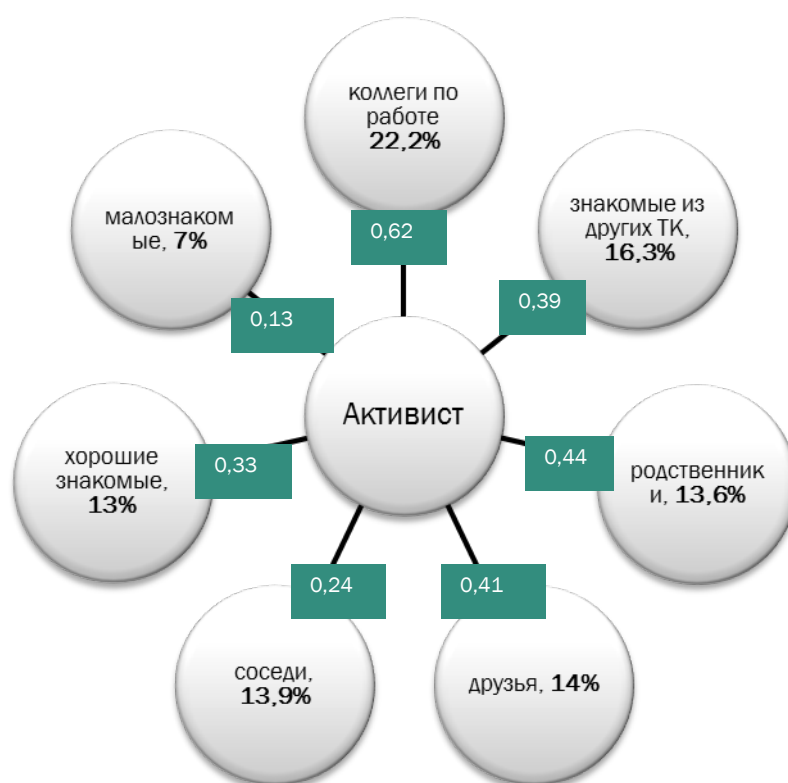 коллеги по
работе
22,2%
0,62
знакомые из
других ТК,
16,3%
0,39
малознаком
ые, 7%
0,13
Активист
хорошие
знакомые,
13%
0,33
0,44
родственник
и, 13,6%
0,24
соседи,
13,9%
0,41
друзья, 14%